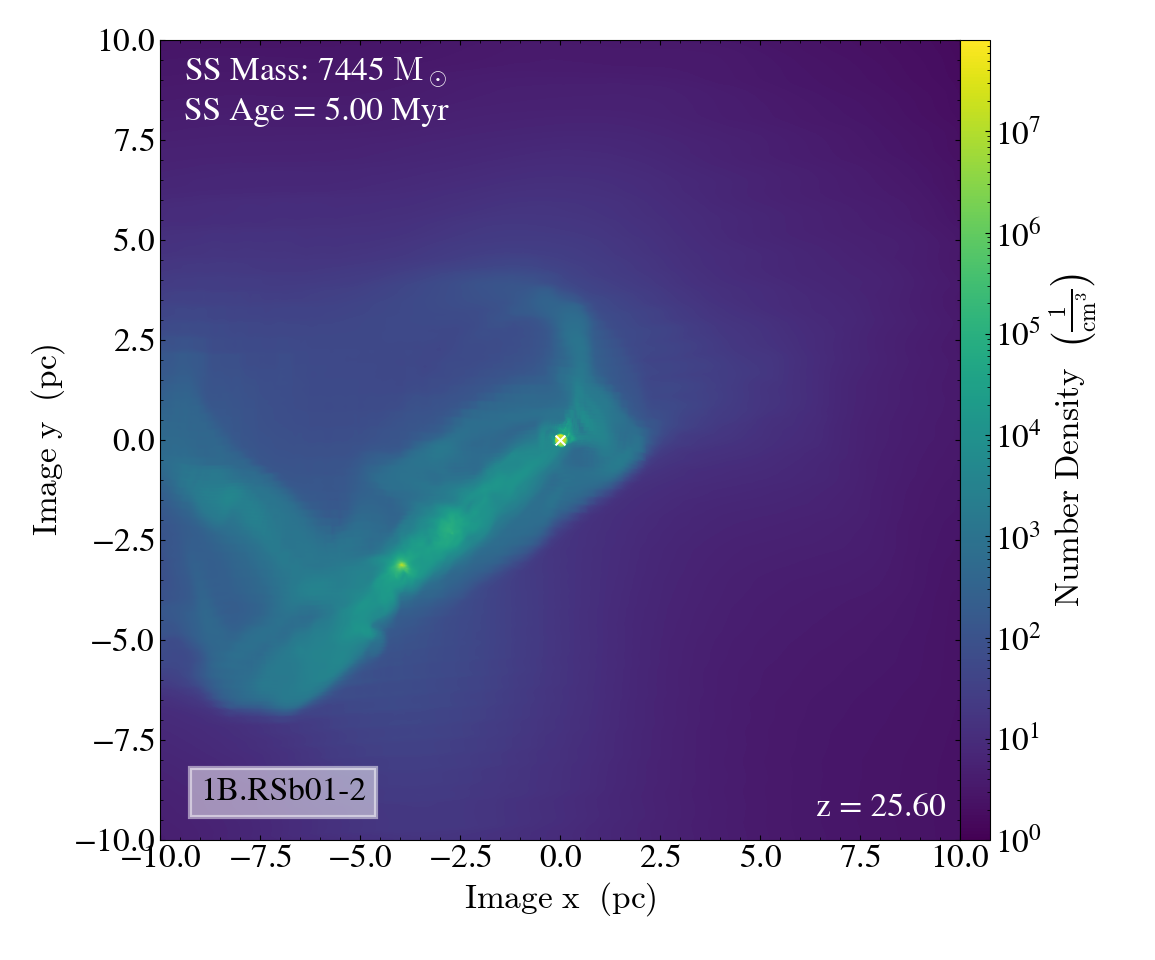 SS Mass: 7445 M☉
SS Age = 5.00 Myr
10.0
7.5
5.0
2.5
0.0
−2.5
−5.0
−7.5
−10.0
Image y (pc)
1B.RSb01-2
z = 25.60
−10.0 −7.5 −5.0 −2.5 0.0 2.5 5.0 7.5 10.0
Image x (pc)
10⁷
10⁶
10⁵
10⁴
10³
10²
10¹
10⁰
Number Density (1/cm³)